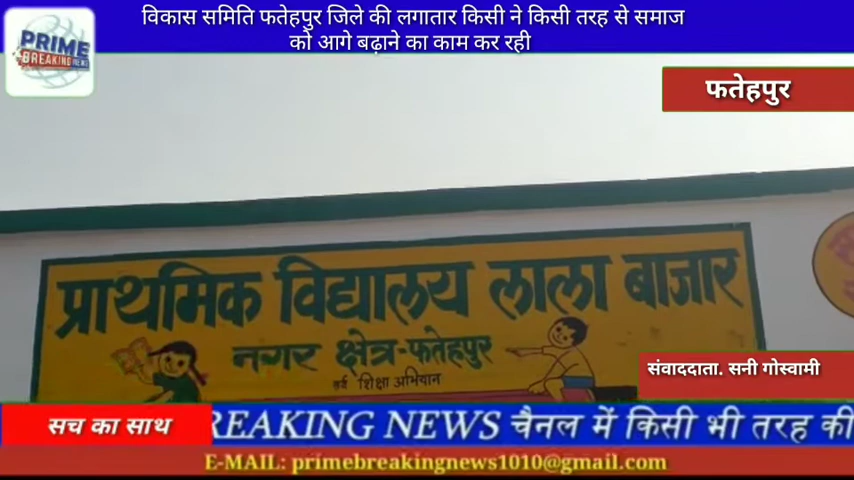 विकास समिति फतेहपुर जिले की लगातार किसी ने किसी तरह से समाज
को आगे बढ़ाने का काम कर रही
PRIME
BREAKING NEWS
फतेहपुर
प्राथमिक विद्यालय लाला बाजार
नगर क्षेत्र-फतेहपुर
सर्व शिक्षा अभियान
संवाददाता. सनी गोस्वामी
सच का साथ
REAKING NEWS चैनल में किसी भी तरह की
E-MAIL: primebreakingnews1010@gmail.com